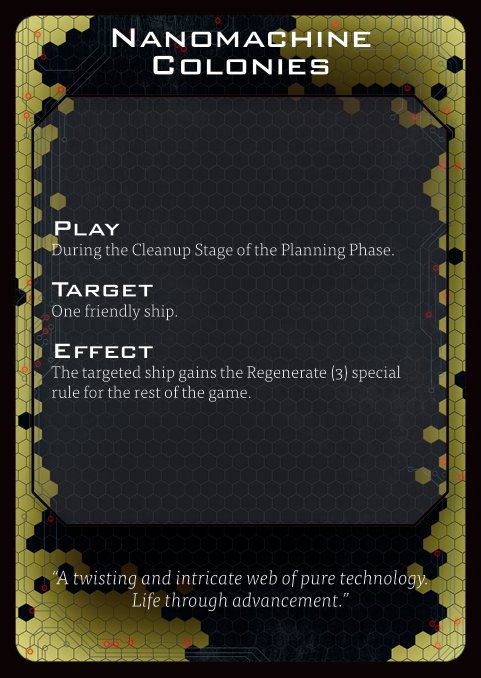 Nanomachine
Colonies
Play
During the Cleanup Stage of the Planning Phase.
Target
One friendly ship.
Effect
The targeted ship gains the Regenerate (3) special
rule for the rest of the game.
“A twisting and intricate web of pure technology.
Life through advancement.”